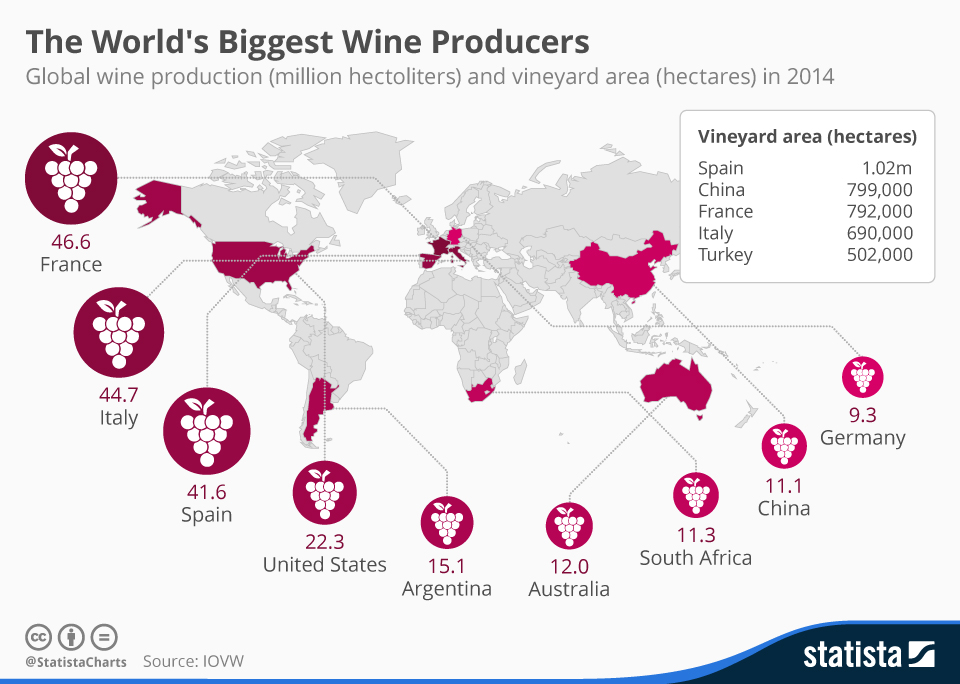 The World's Biggest Wine Producers
Global wine production (million hectoliters) and vineyard area (hectares) in 2014
Vineyard area (hectares)
Spain 1.02m
China 799,000
France 792,000
Italy 690,000
Turkey 502,000
46.6
France
44.7
Italy
41.6
Spain
22.3
United States
15.1
Argentina
12.0
Australia
11.3
South Africa
11.1
China
9.3
Germany
cc
@StatistaCharts Source: IOVW
statista